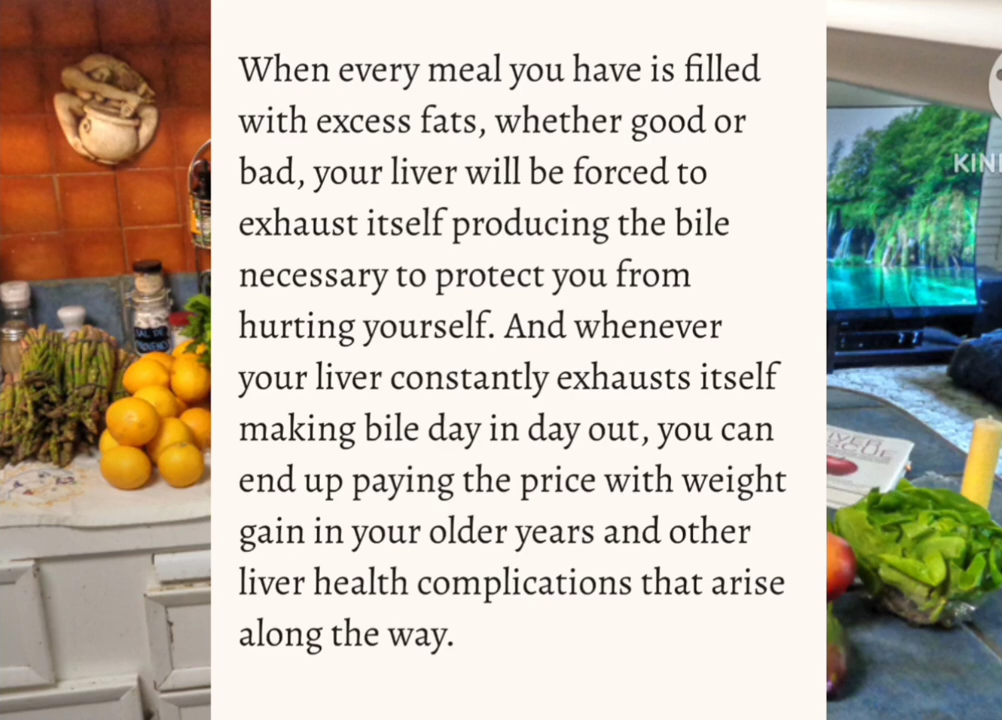 When every meal you have is filled
with excess fats, whether good or
bad, your liver will be forced to
exhaust itself producing the bile
necessary to protect you from
hurting yourself. And whenever
your liver constantly exhausts itself
making bile day in day out, you can
end up paying the price with weight
gain in your older years and other
liver health complications that arise
along the way.